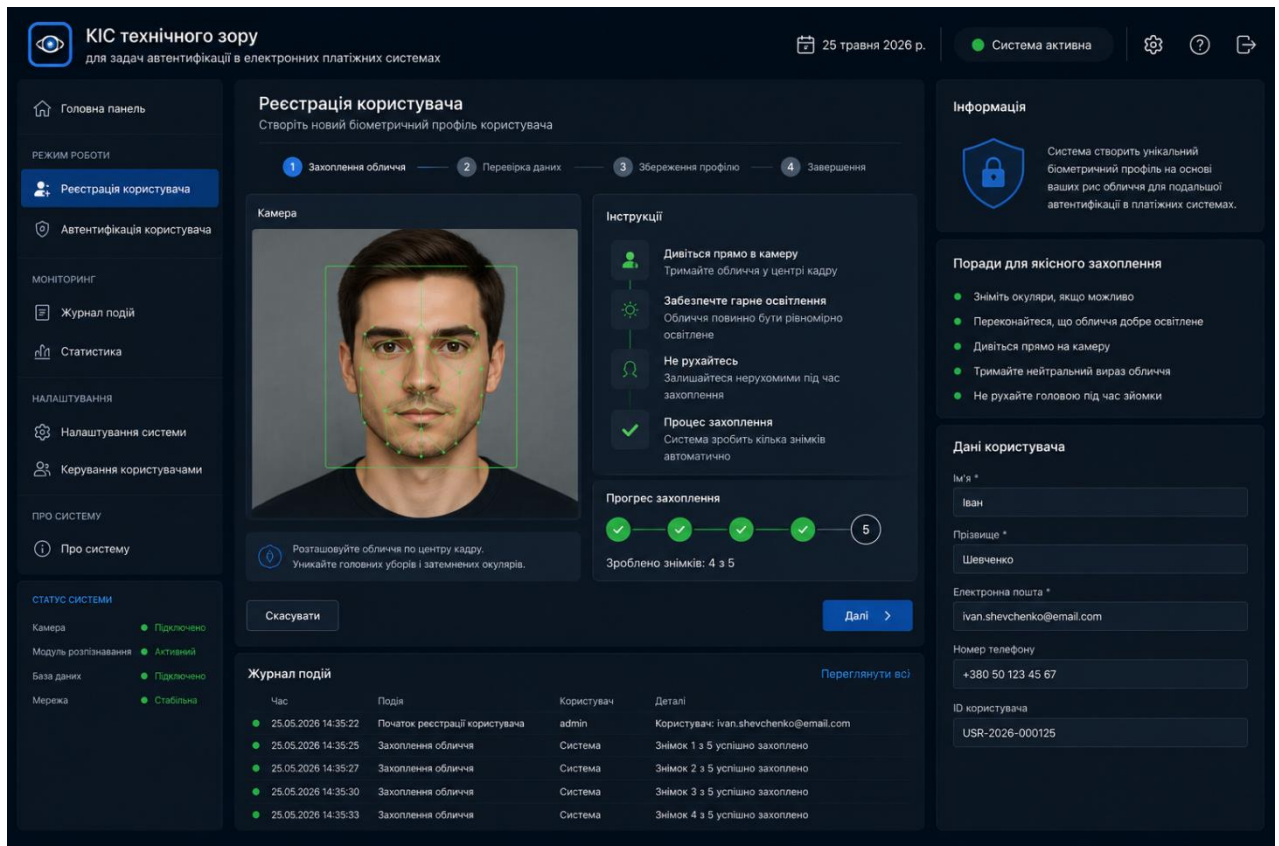 КІС технічного зору
для задач автентифікації в електронних платіжних системах
25 травня 2026 р.
Система активна
Головна панель
РЕЖИМ РОБОТИ
Реєстрація користувача
Автентифікація користувача
МОНІТОРИНГ
Журнал подій
Статистика
НАЛАШТУВАННЯ
Налаштування системи
Керування користувачами
ПРО СИСТЕМУ
Про систему
СТАТУС СИСТЕМИ
Камера Підключено
Модуль розпізнавання Активний
База даних Підключено
Мережа Стабільна
Реєстрація користувача
Створіть новий біометричний профіль користувача
1 Захоплення обличчя 2 Перевірка даних 3 Збереження профілю 4 Завершення
Камера
Розташовуйте обличчя по центру кадру.
Уникайте головних уборів і затемнених окулярів.
Інструкції
Дивіться прямо в камеру
Тримайте обличчя у центрі кадру
Забезпечте гарне освітлення
Обличчя повинно бути рівномірно
освітлене
Не рухайтесь
Залишайтеся нерухомими під час
захоплення
Процес захоплення
Система зробить кілька знімків
автоматично
Прогрес захоплення
5
Зроблено знімків: 4 з 5
Скасувати
Далі
Журнал подій
Переглянути всі
Час Подія Користувач Деталі
25.05.2026 14:35:22 Початок реєстрації користувача admin Користувач: ivan.shevchenko@email.com
25.05.2026 14:35:25 Захоплення обличчя Система Знімок 1 з 5 успішно захоплено
25.05.2026 14:35:27 Захоплення обличчя Система Знімок 2 з 5 успішно захоплено
25.05.2026 14:35:30 Захоплення обличчя Система Знімок 3 з 5 успішно захоплено
25.05.2026 14:35:33 Захоплення обличчя Система Знімок 4 з 5 успішно захоплено
Інформація
Система створить унікальний
біометричний профіль на основі
ваших рис обличчя для подальшої
автентифікації в платіжних системах.
Поради для якісного захоплення
Зніміть окуляри, якщо можливо
Переконайтеся, що обличчя добре освітлене
Дивіться прямо на камеру
Тримайте нейтральний вираз обличчя
Не рухайте головою під час зйомки
Дані користувача
Ім'я *
Іван
Прізвище *
Шевченко
Електронна пошта *
ivan.shevchenko@email.com
Номер телефону
+380 50 123 45 67
ID користувача
USR-2026-000125